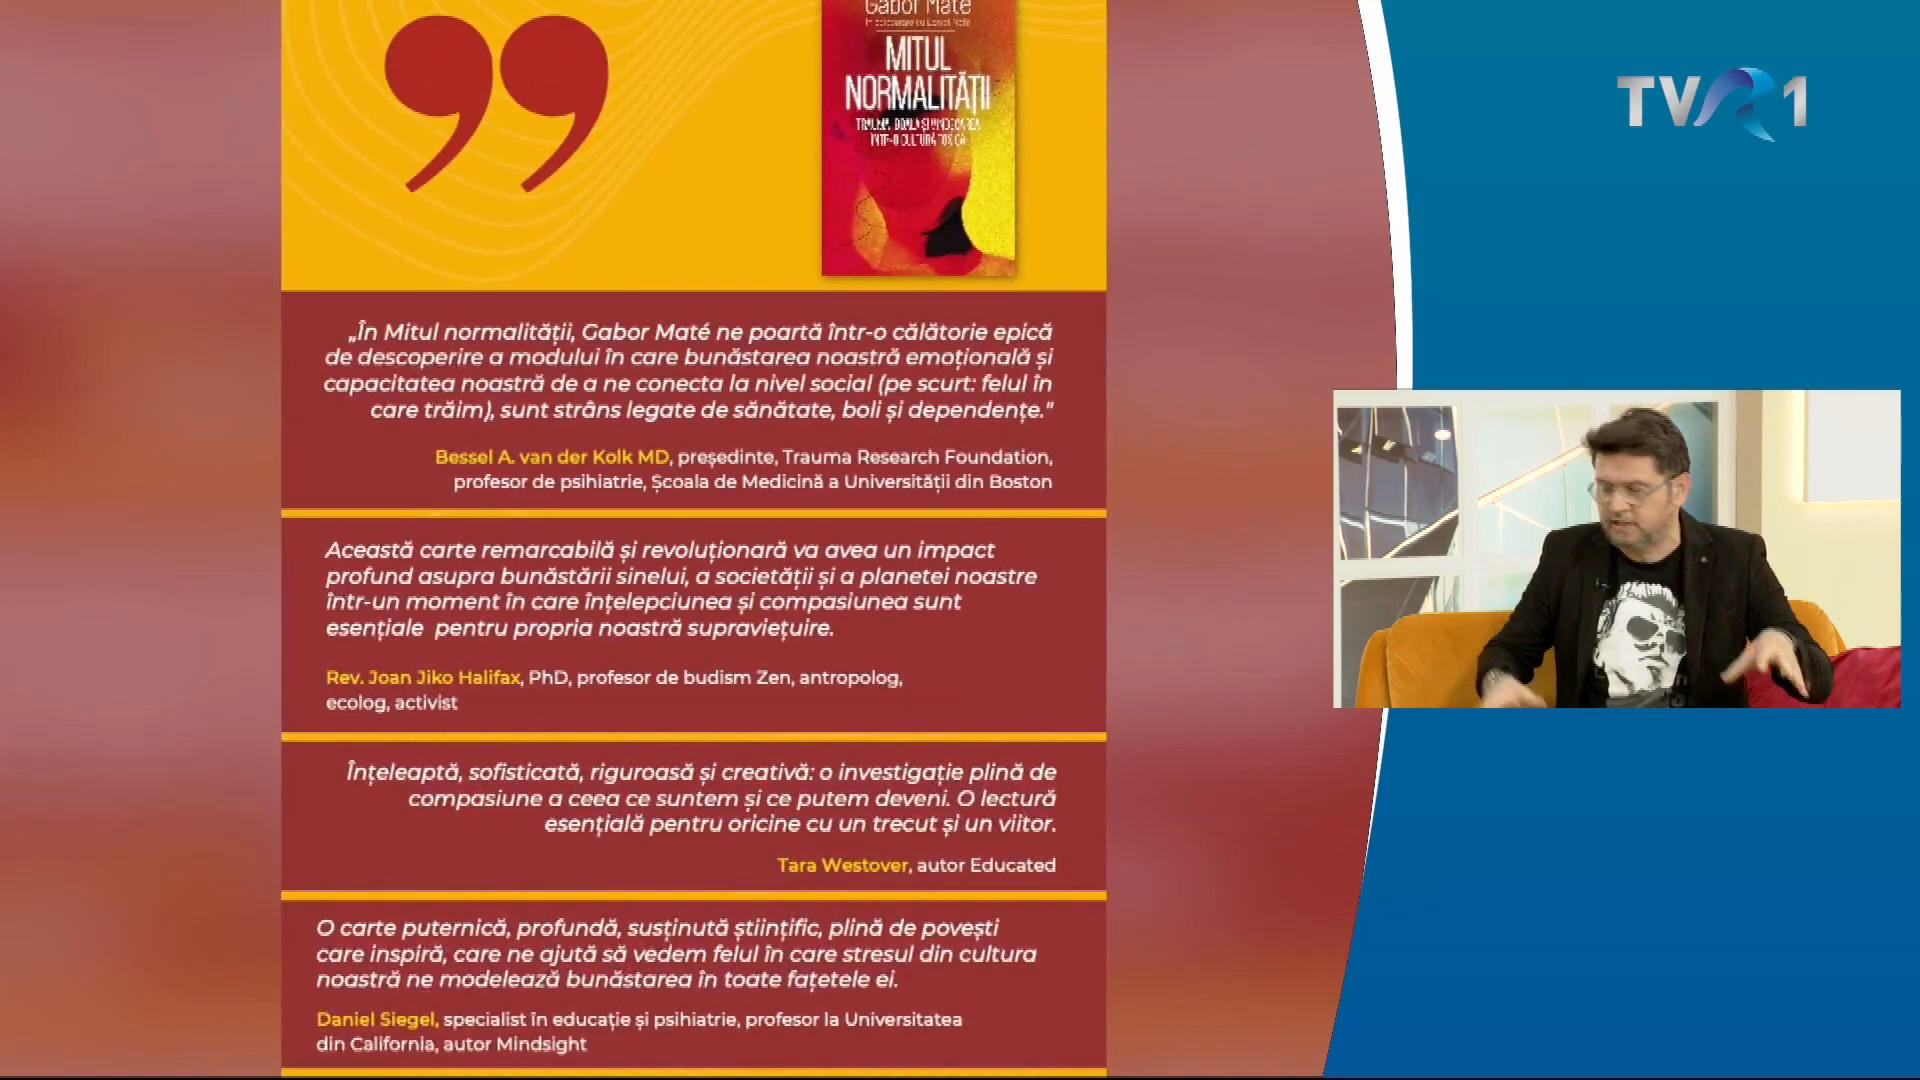 Gabor Maté
MITUL
NORMALITĂȚII
TRAUMA, BOALA ȘI VINDECAREA
ÎNTR-O CULTURĂ TOXICĂ
TVR1
„În Mitul normalității, Gabor Maté ne poartă într-o călătorie epică
de descoperire a modului în care bunăstarea noastră emoțională și
capacitatea noastră de a ne conecta la nivel social (pe scurt: felul în
care trăim), sunt strâns legate de sănătate, boli și dependențe."
Bessel A. van der Kolk MD, președinte, Trauma Research Foundation,
profesor de psihiatrie, Școala de Medicină a Universității din Boston
Această carte remarcabilă și revoluționară va avea un impact
profund asupra bunăstării sinelui, a societății și a planetei noastre
într-un moment în care înțelepciunea și compasiunea sunt
esențiale pentru propria noastră supraviețuire.
Rev. Joan Jiko Halifax, PhD, profesor de budism Zen, antropolog,
ecolog, activist
Înțeleaptă, sofisticată, riguroasă și creativă: o investigație plină de
compasiune a ceea ce suntem și ce putem deveni. O lectură
esențială pentru oricine cu un trecut și un viitor.
Tara Westover, autor Educated
O carte puternică, profundă, susținută științific, plină de povești
care inspiră, care ne ajută să vedem felul în care stresul din cultura
noastră ne modelează bunăstarea în toate fațetele ei.
Daniel Siegel, specialist în educație și psihiatrie, profesor la Universitatea
din California, autor Mindsight